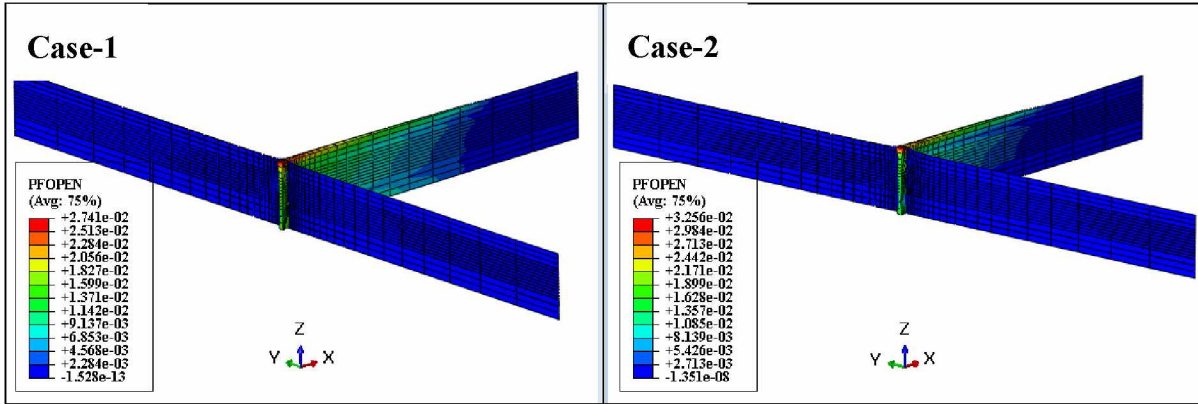 Case-1
PFOPEN
(Avg: 75%)
+2.741e-02
+2.513e-02
+2.284e-02
+2.056e-02
+1.827e-02
+1.599e-02
+1.371e-02
+1.142e-02
+9.137e-03
+6.853e-03
+4.568e-03
+2.284e-03
-1.528e-13
Z
Y
X
Case-2
PFOPEN
(Avg: 75%)
+3.256e-02
+2.984e-02
+2.713e-02
+2.442e-02
+2.171e-02
+1.899e-02
+1.628e-02
+1.357e-02
+1.085e-02
+8.139e-03
+5.426e-03
+2.713e-03
-1.351e-08
Z
Y
X